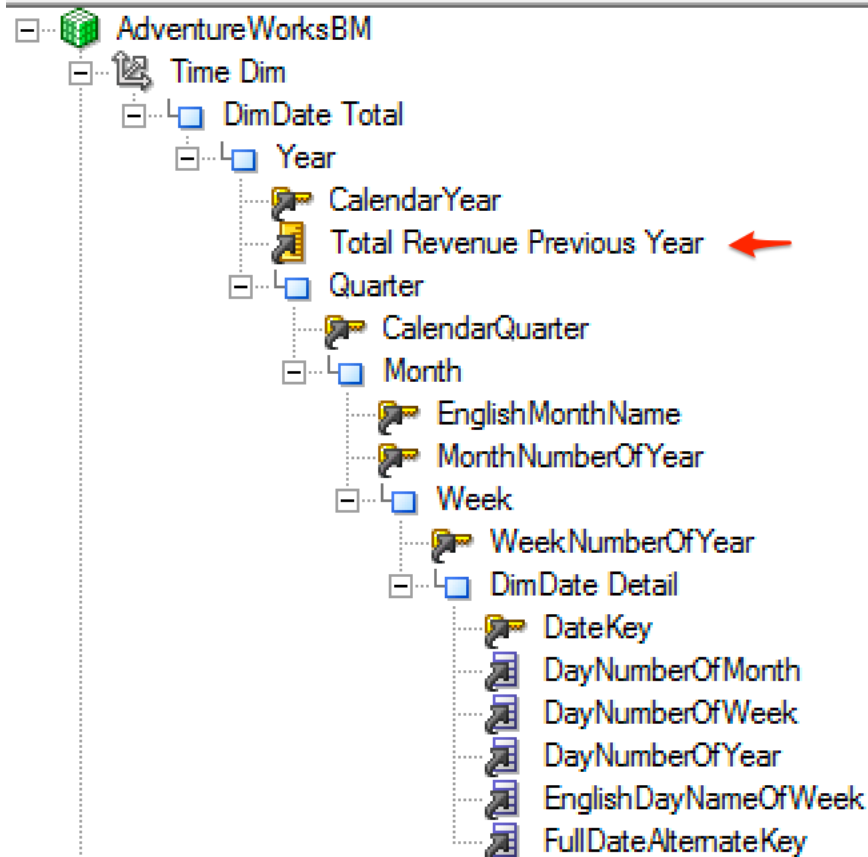 AdventureWorksBM
Time Dim
DimDate Total
Year
CalendarYear
Total Revenue Previous Year
Quarter
CalendarQuarter
Month
EnglishMonthName
MonthNumberOfYear
Week
WeekNumberOfYear
DimDate Detail
DateKey
DayNumberOfMonth
DayNumberOfWeek
DayNumberOfYear
EnglishDayNameOfWeek
FullDateAlternateKey